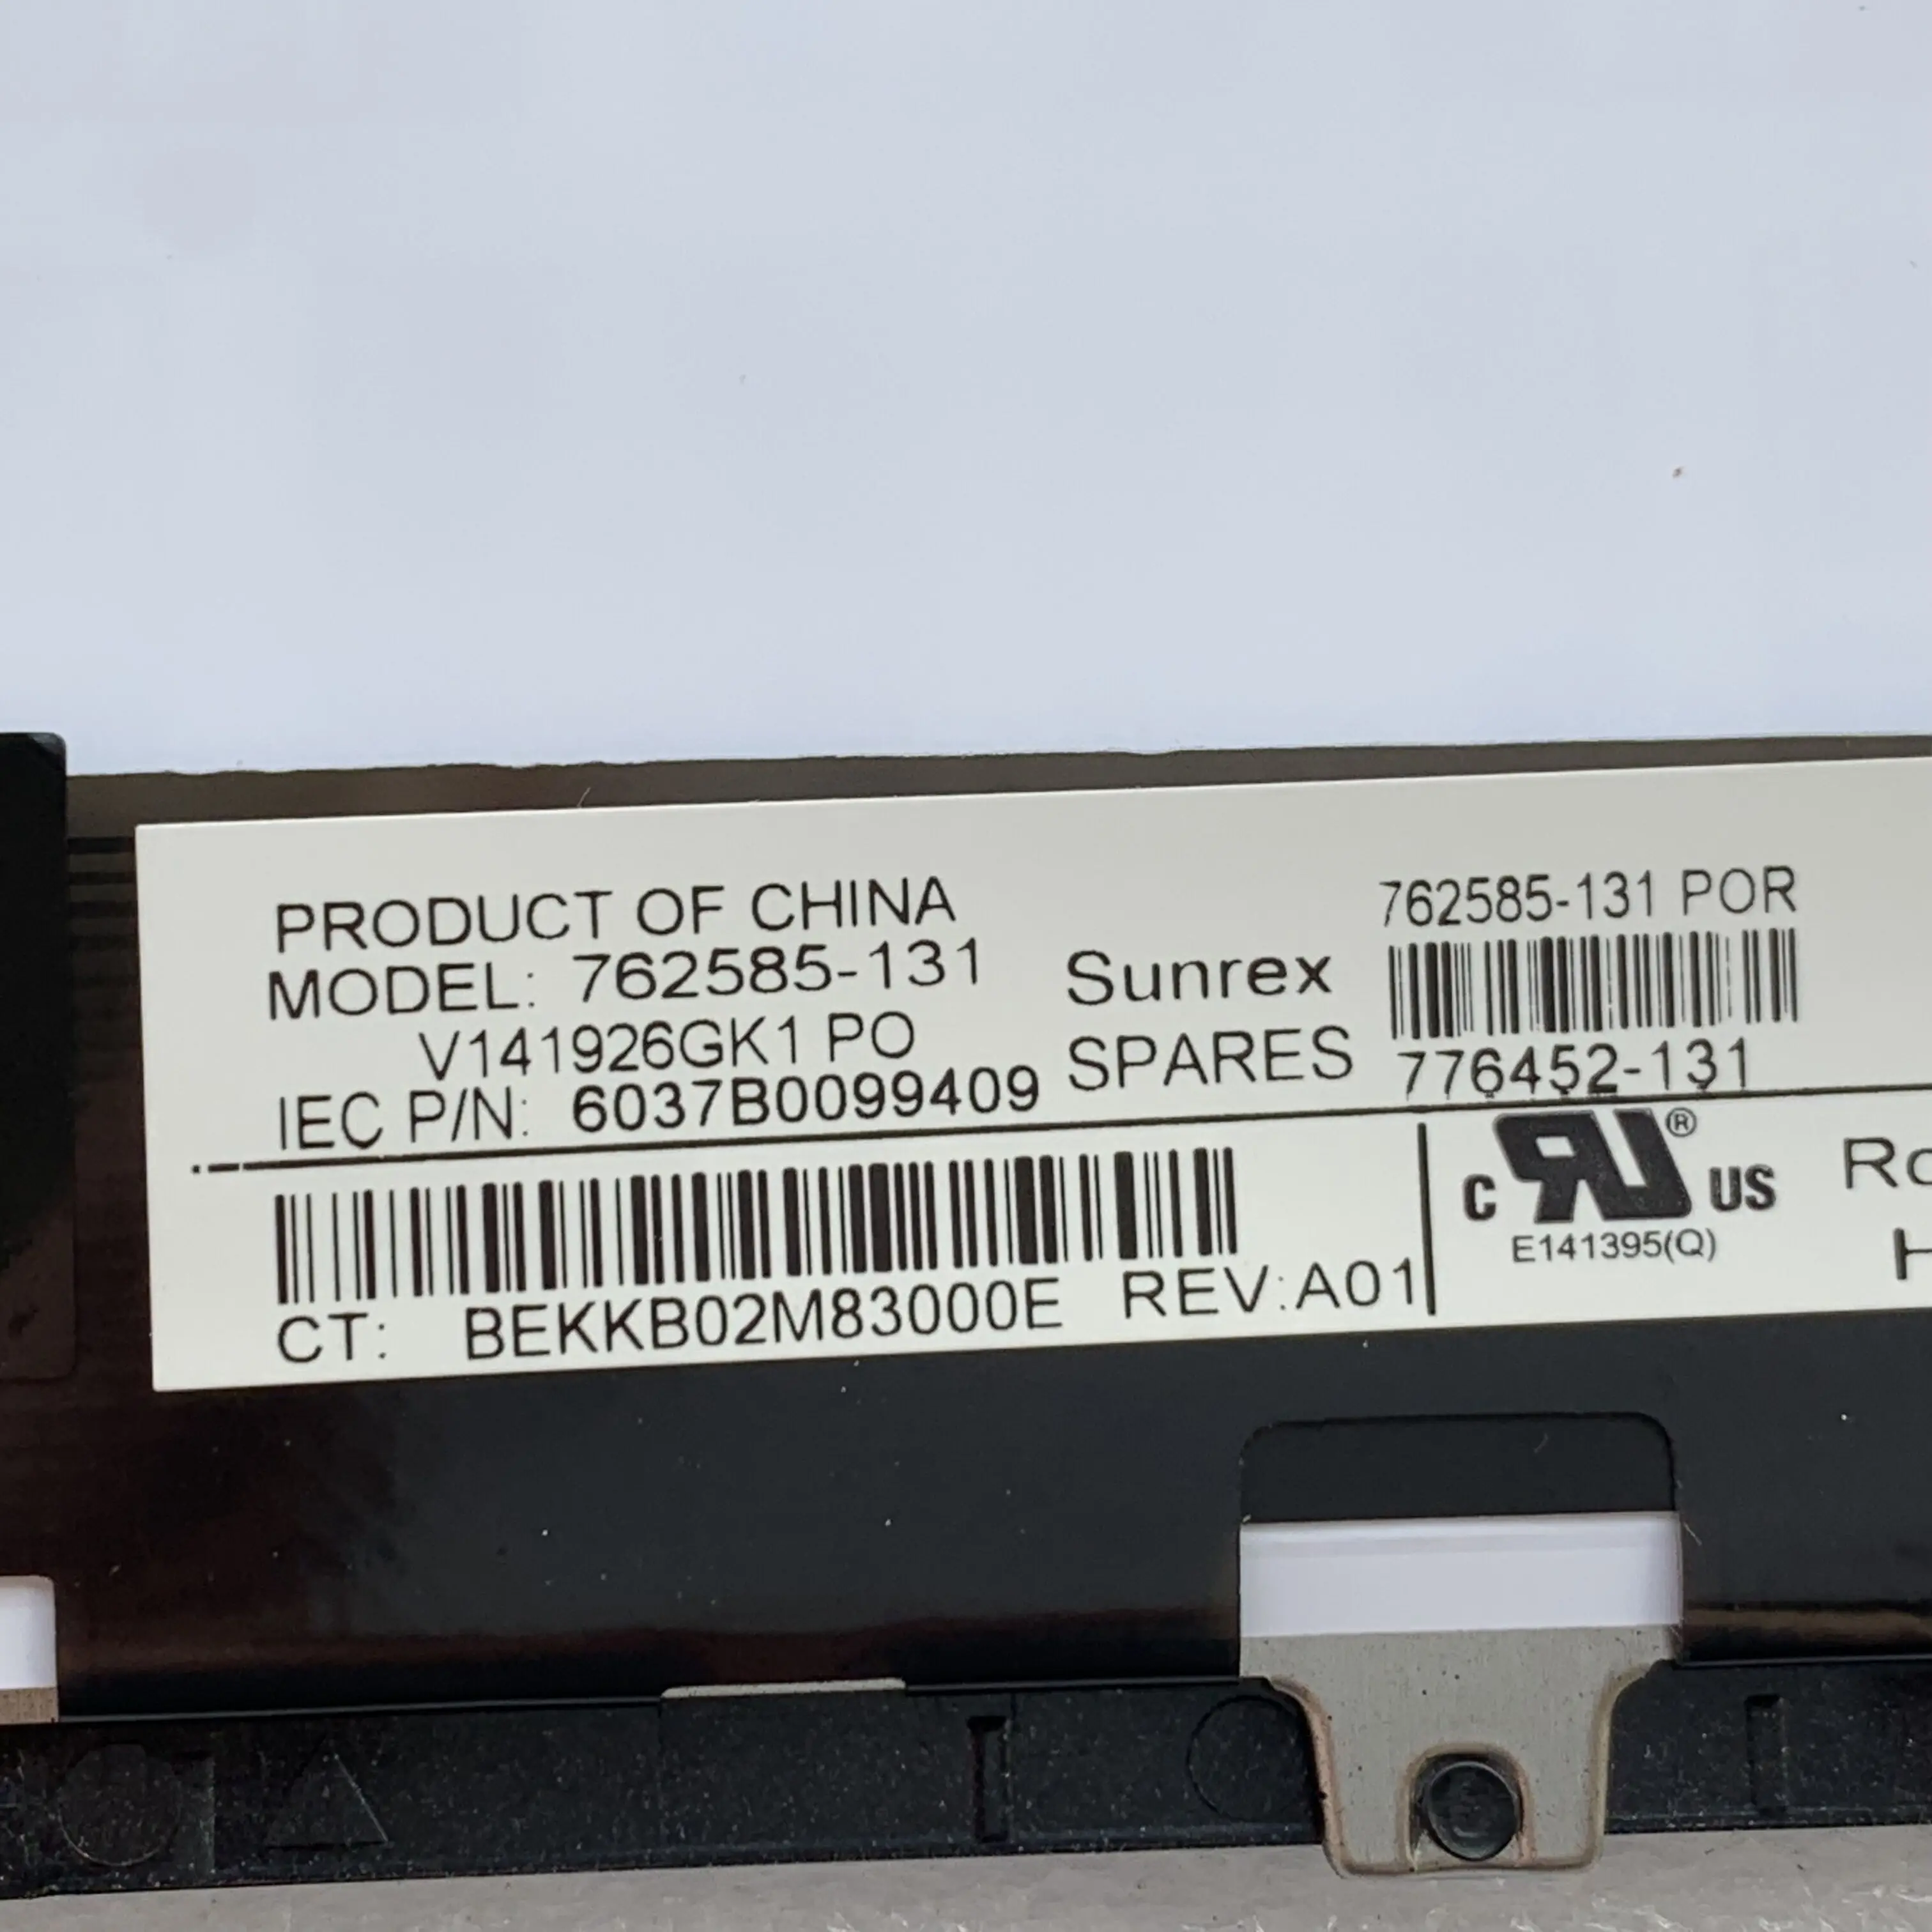 PRODUCT OF CHINA
MODEL: 762585-131
V141926GK1 PO
IEC P/N: 6037B0099409
Sunrex
SPARES
762585-131 POR
776452-131
CT: BEKKB02M83000E REV:A01
c RU® US
E141395(Q)